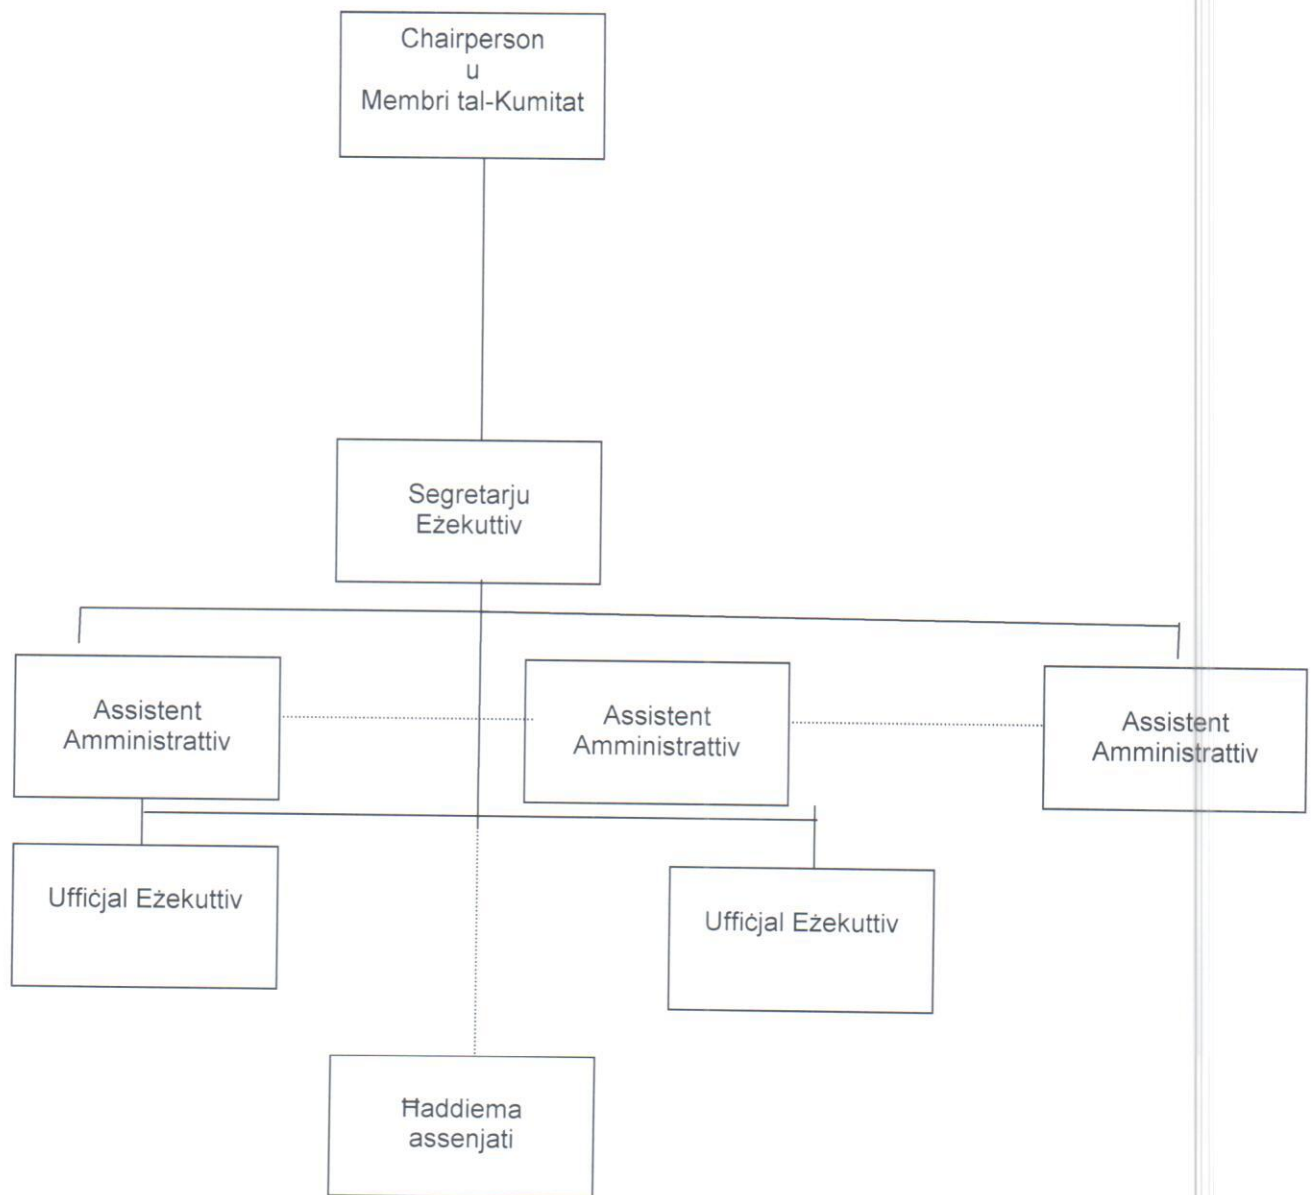 Chairperson
u
Membri tal-Kumitat
Segretarju
Eżekuttiv
Assistent
Amministrattiv
Assistent
Amministrattiv
Assistent
Amministrattiv
Uffiċjal Eżekuttiv
Uffiċjal Eżekuttiv
Ħaddiema
assenjati